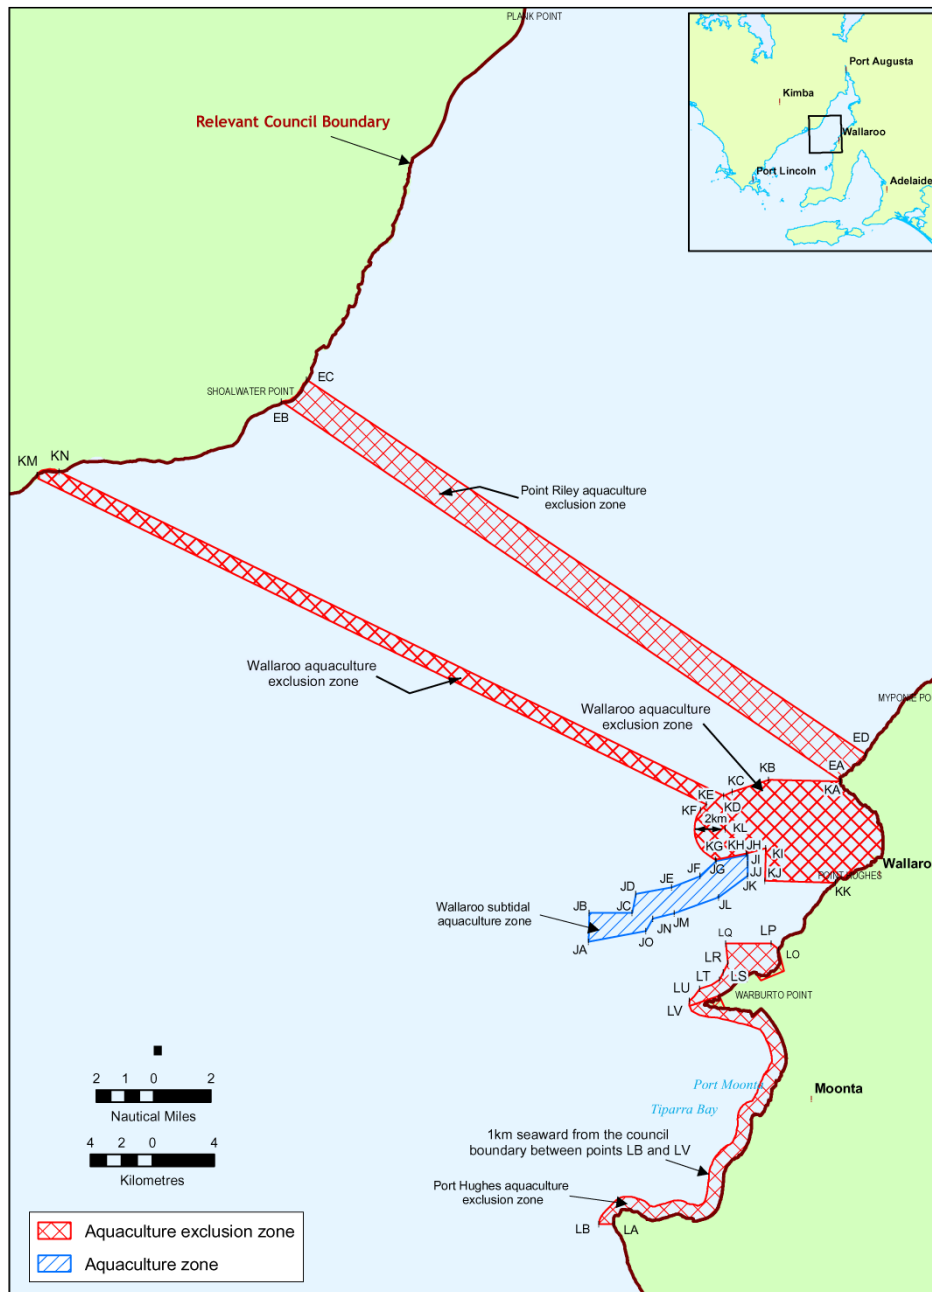 PLANK POINT
Port Augusta
Kimba
Wallaroo
Port Lincoln
Adelaide
Relevant Council Boundary
EC
SHOALWATER POINT
EB
KM
KN
Point Riley aquaculture
exclusion zone
Wallaroo aquaculture
exclusion zone
MYPONIE PO
Wallaroo aquaculture
exclusion zone
ED
EA
KB
KC
KA
KE
KD
KF
2km
KL
KG
KH
JH
KI
JI
JG
JJ
KJ
JK
Wallaro
POINT HUGHES
KK
JF
JE
JD
JL
JB
JC
JM
JN
JO
JA
Wallaroo subtidal
aquaculture zone
LQ
LP
LO
LR
LS
LT
LU
LV
WARBURTO POINT
Port Moonta
Moonta
Tiparra Bay
2 1 0 2
Nautical Miles
4 2 0 4
Kilometres
1km seaward from the council
boundary between points LB and LV
Port Hughes aquaculture
exclusion zone
LB
LA
Aquaculture exclusion zone
Aquaculture zone